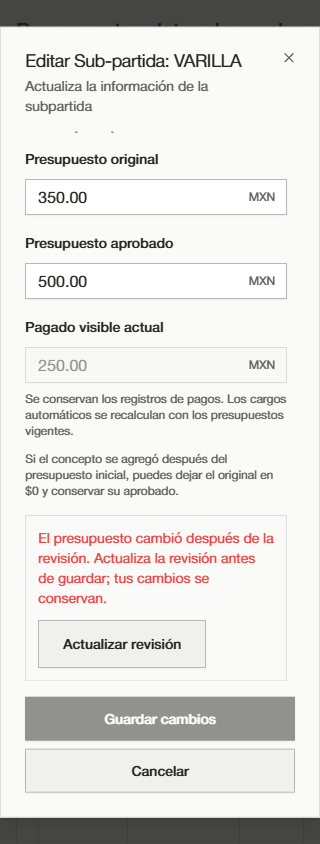 Editar Sub-partida: VARILLA
Actualiza la información de la
subpartida
Presupuesto original
350.00 MXN
Presupuesto aprobado
500.00 MXN
Pagado visible actual
250.00 MXN
Se conservan los registros de pagos. Los cargos
automáticos se recalculan con los presupuestos
vigentes.
Si el concepto se agregó después del
presupuesto inicial, puedes dejar el original en
$0 y conservar su aprobado.
El presupuesto cambió después de la
revisión. Actualiza la revisión antes
de guardar; tus cambios se
conservan.
Actualizar revisión
Guardar cambios
Cancelar